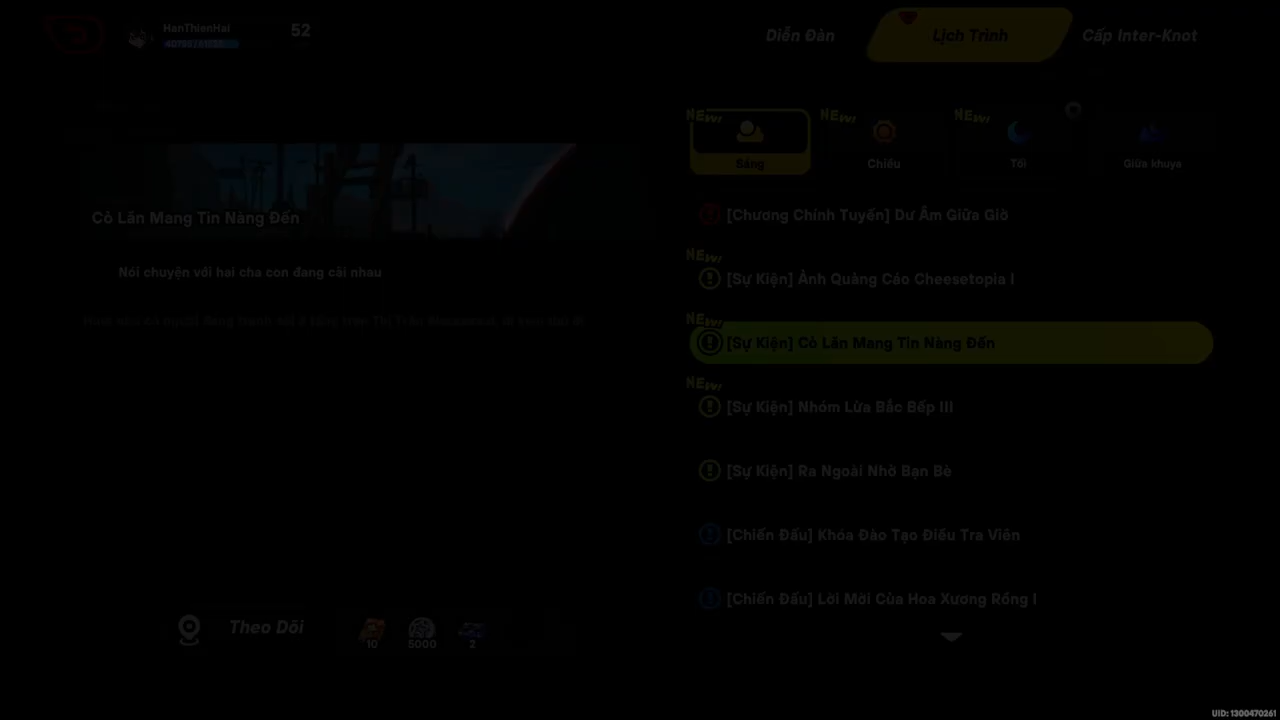 HanThienHai
52
Diễn Đàn
Lịch Trình
Cấp Inter-Knot
NEW!
NEW!
NEW!
Sáng
Chiều
Tối
Giữa khuya
Cỏ Lăn Mang Tin Nàng Đến
Nói chuyện với hai cha con đang cãi nhau
[Chương Chính Tuyến] Dư Âm Giữa Giờ
NEW!
[Sự Kiện] Ảnh Quảng Cáo Cheesetopia I
NEW!
[Sự Kiện] Cỏ Lăn Mang Tin Nàng Đến
NEW!
[Sự Kiện] Nhóm Lửa Bắc Bếp III
[Sự Kiện] Ra Ngoài Nhờ Bạn Bè
[Chiến Đấu] Khóa Đào Tạo Điều Tra Viên
[Chiến Đấu] Lời Mời Của Hoa Xương Rồng I
Theo Dõi
10
5000
2
UID: 1300470261